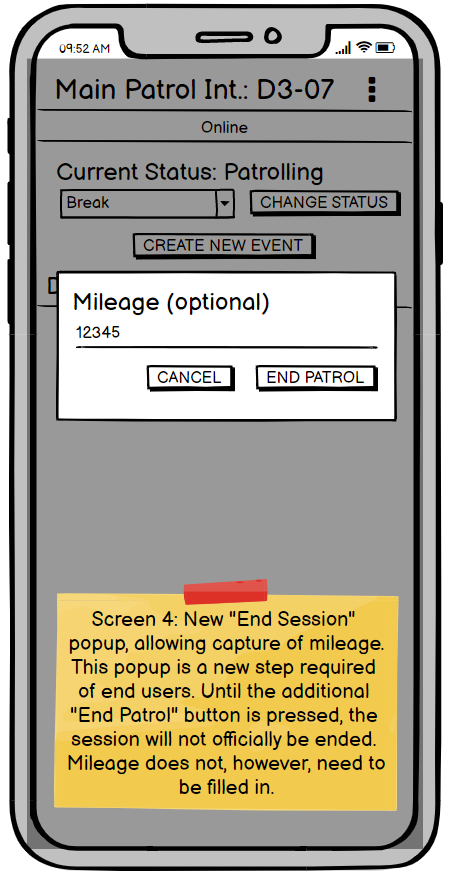 09:52 AM
Main Patrol Int.: D3-07
Online
Current Status: Patrolling
Break
CHANGE STATUS
CREATE NEW EVENT
D
Mileage (optional)
12345
CANCEL
END PATROL
Screen 4: New "End Session"
popup, allowing capture of mileage.
This popup is a new step required
of end users. Until the additional
"End Patrol" button is pressed, the
session will not officially be ended.
Mileage does not, however, need to
be filled in.